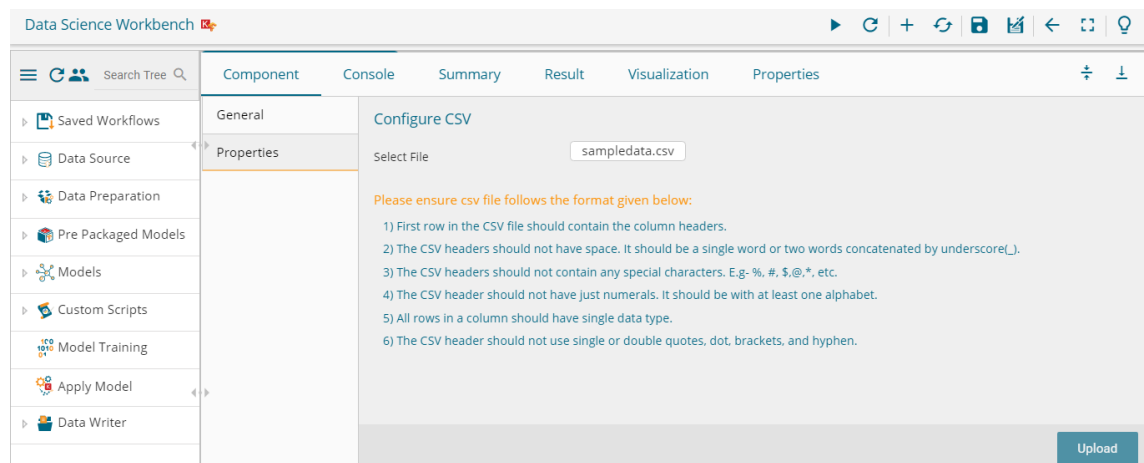 Data Science Workbench
Search Tree
Component Console Summary Result Visualization Properties
Saved Workflows
Data Source
Data Preparation
Pre Packaged Models
Models
Custom Scripts
Model Training
Apply Model
Data Writer
General
Properties
Configure CSV
Select File sampledata.csv
Please ensure csv file follows the format given below:
1) First row in the CSV file should contain the column headers.
2) The CSV headers should not have space. It should be a single word or two words concatenated by underscore(_).
3) The CSV headers should not contain any special characters. E.g- %, #, $,@,*, etc.
4) The CSV header should not have just numerals. It should be with at least one alphabet.
5) All rows in a column should have single data type.
6) The CSV header should not use single or double quotes, dot, brackets, and hyphen.
Upload